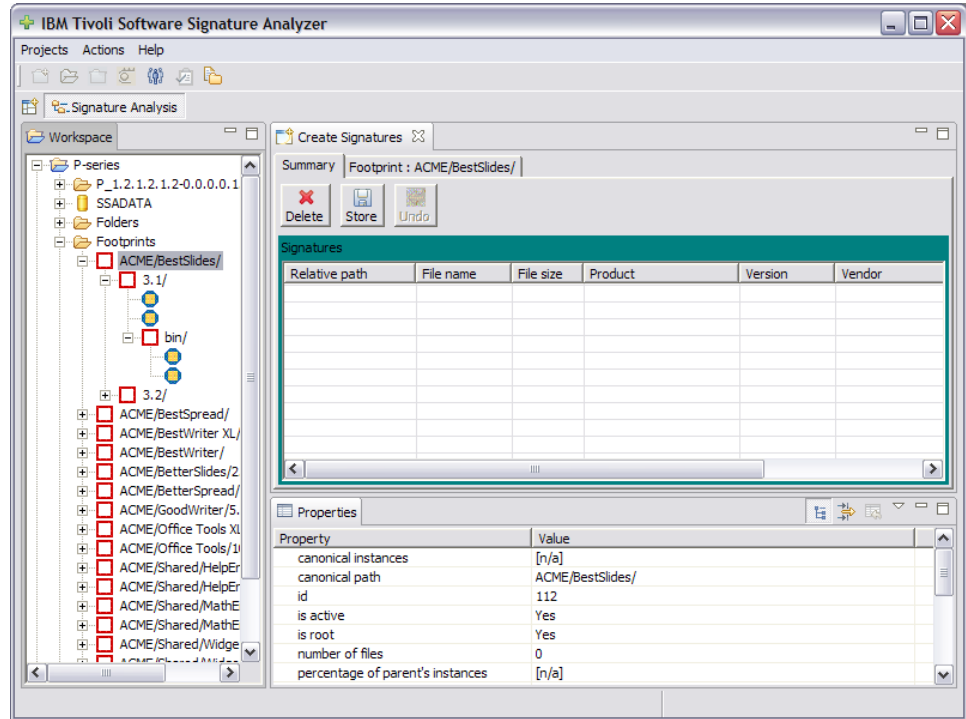 IBM Tivoli Software Signature Analyzer
Projects Actions Help
Signature Analysis
Workspace
P-series
P_1.2.1.2.1.2-0.0.0.0.1
SSADATA
Folders
Footprints
ACME/BestSlides/
3.1/
bin/
3.2/
ACME/BestSpread/
ACME/BestWriter XL/
ACME/BestWriter/
ACME/BetterSlides/2
ACME/BetterSpread/
ACME/GoodWriter/5.
ACME/Office Tools XL
ACME/Office Tools/1
ACME/Shared/HelpEr
ACME/Shared/HelpEr
ACME/Shared/MathE
ACME/Shared/MathE
ACME/Shared/Widge
Create Signatures
Summary Footprint : ACME/BestSlides/
Delete Store Undo
Signatures
Relative path File name File size Product Version Vendor
Properties
Property Value
canonical instances [n/a]
canonical path ACME/BestSlides/
id 112
is active Yes
is root Yes
number of files 0
percentage of parent's instances [n/a]